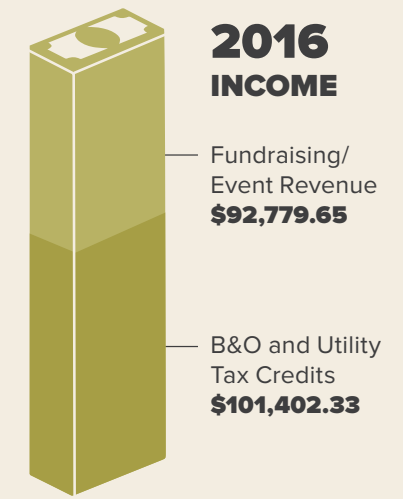 2016
INCOME
Fundraising/
Event Revenue
$92,779.65
B&O and Utility
Tax Credits
$101,402.33